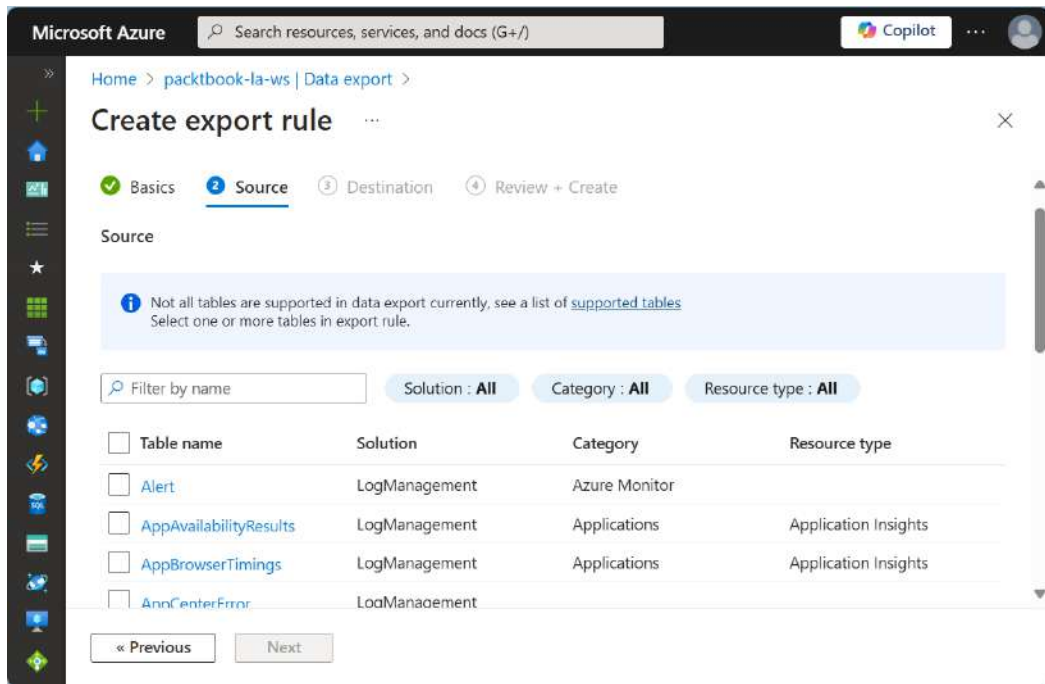 Microsoft Azure
Search resources, services, and docs (G+/)
Copilot
...
Home > packtbook-la-ws | Data export >
Create export rule ...
Basics
2 Source
3 Destination
4 Review + Create
Source
Not all tables are supported in data export currently, see a list of supported tables
Select one or more tables in export rule.
Filter by name
Solution : All
Category : All
Resource type : All
Table name Solution Category Resource type
Alert LogManagement Azure Monitor
AppAvailabilityResults LogManagement Applications Application Insights
AppBrowserTimings LogManagement Applications Application Insights
AppCenterError LogManagement
« Previous
Next